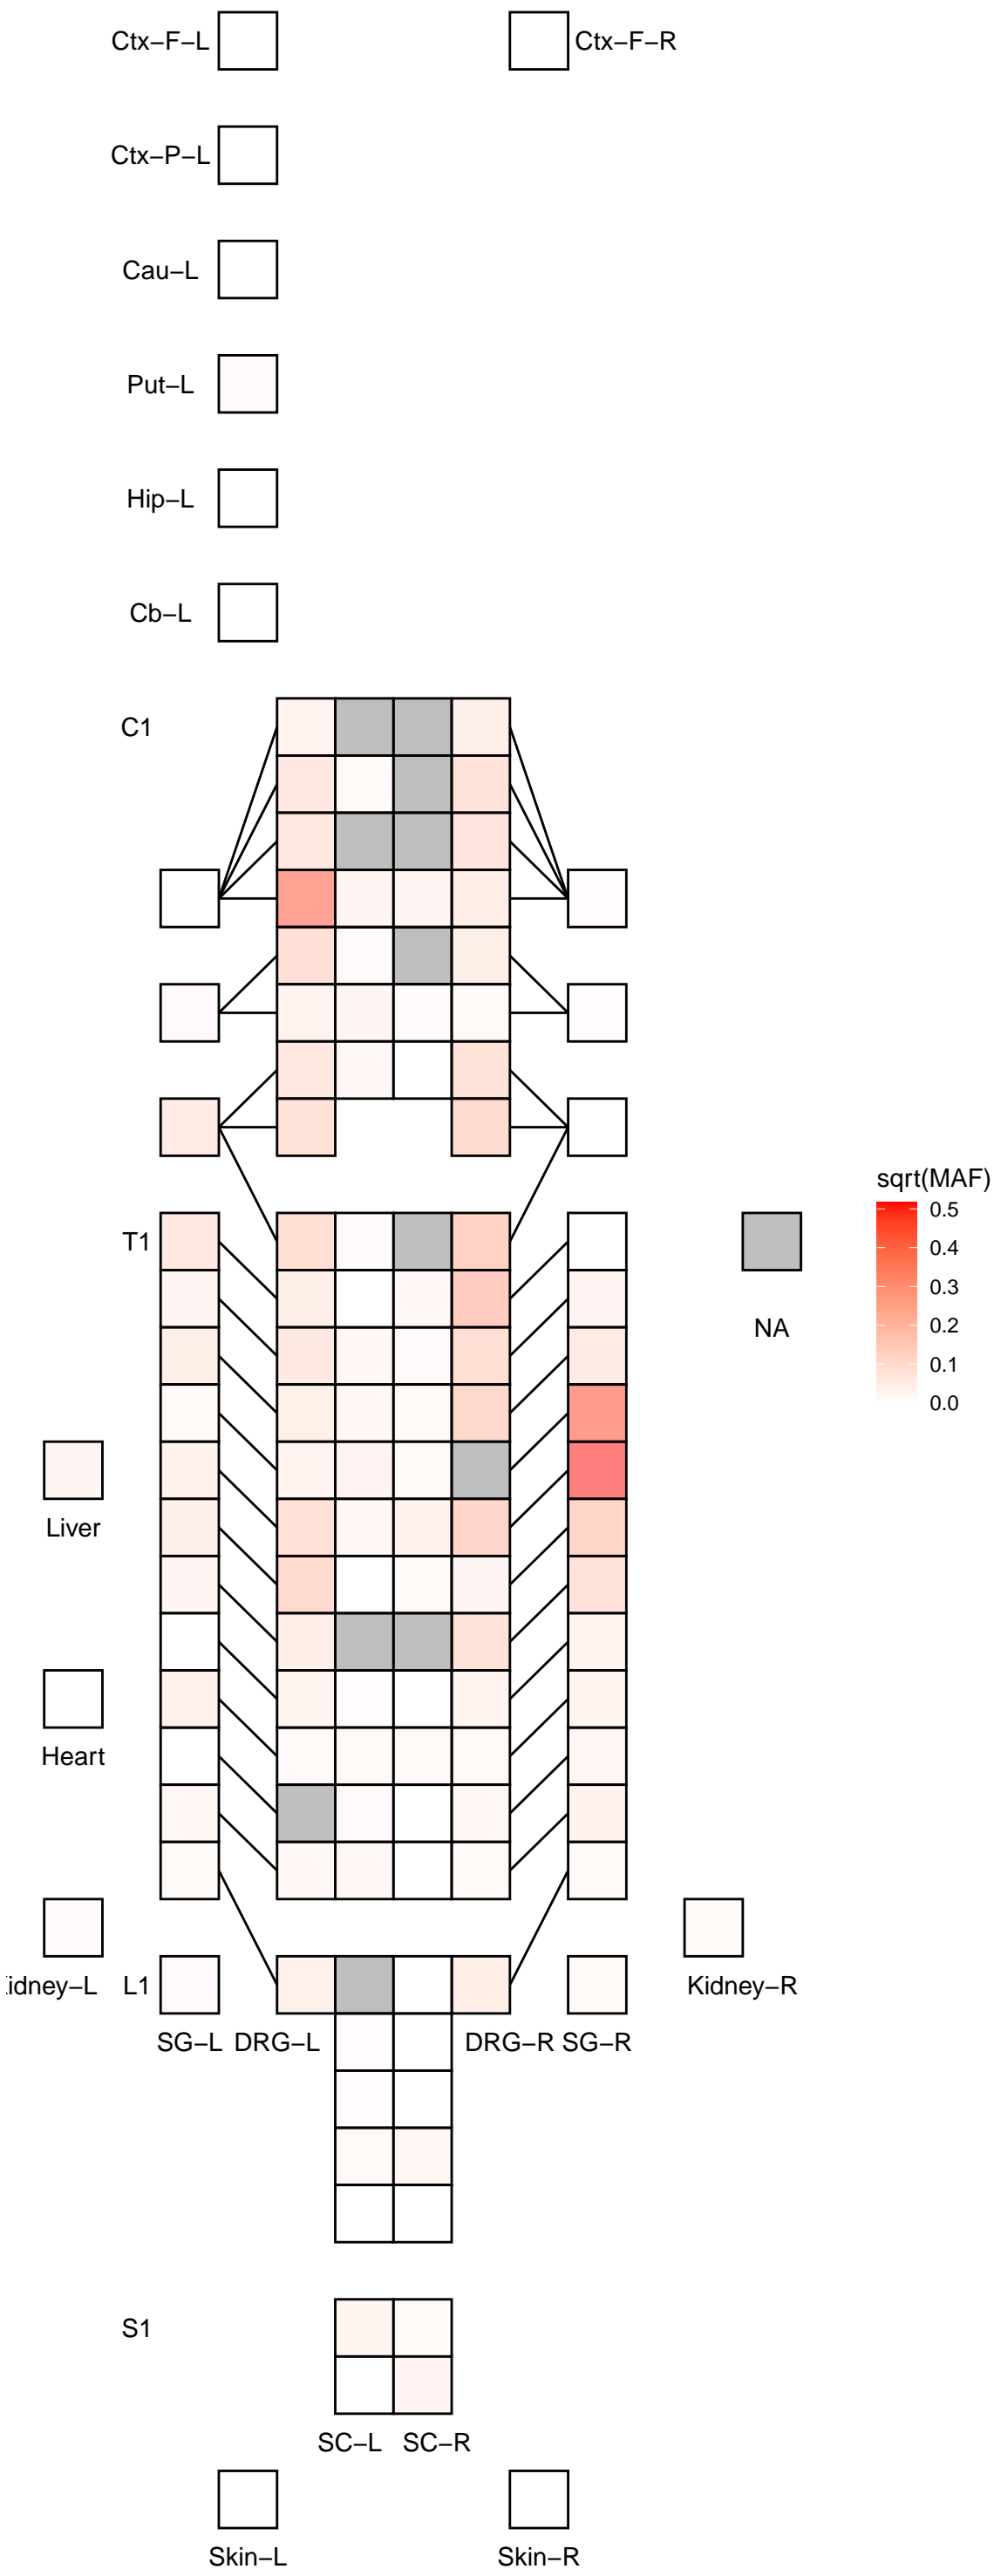 Ctx−F−L
Ctx−F−R
Ctx−P−L
Cau−L
Put−L
Hip−L
Cb−L
C1
T1
sqrt(MAF)
0.5
0.4
0.3
0.2
0.1
0.0
NA
Liver
Heart
idney−L
L1
Kidney−R
SG−L
DRG−L
DRG−R
SG−R
S1
SC−L
SC−R
Skin−L
Skin−R